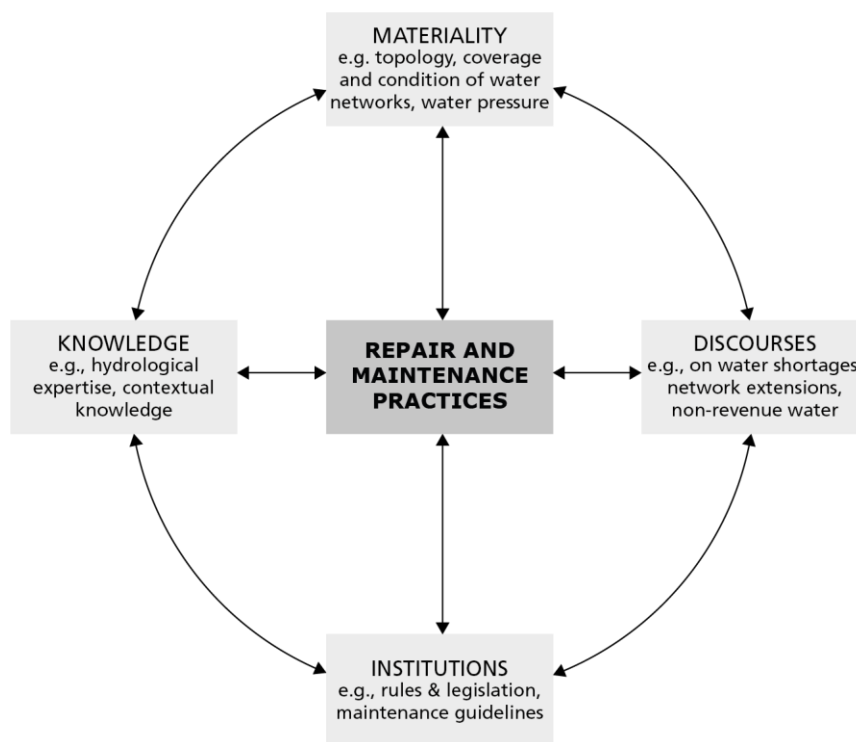 MATERIALITY
e.g. topology, coverage
and condition of water
networks, water pressure
KNOWLEDGE
e.g., hydrological
expertise, contextual
knowledge
REPAIR AND
MAINTENANCE
PRACTICES
DISCOURSES
e.g., on water shortages
network extensions,
non-revenue water
INSTITUTIONS
e.g., rules & legislation,
maintenance guidelines